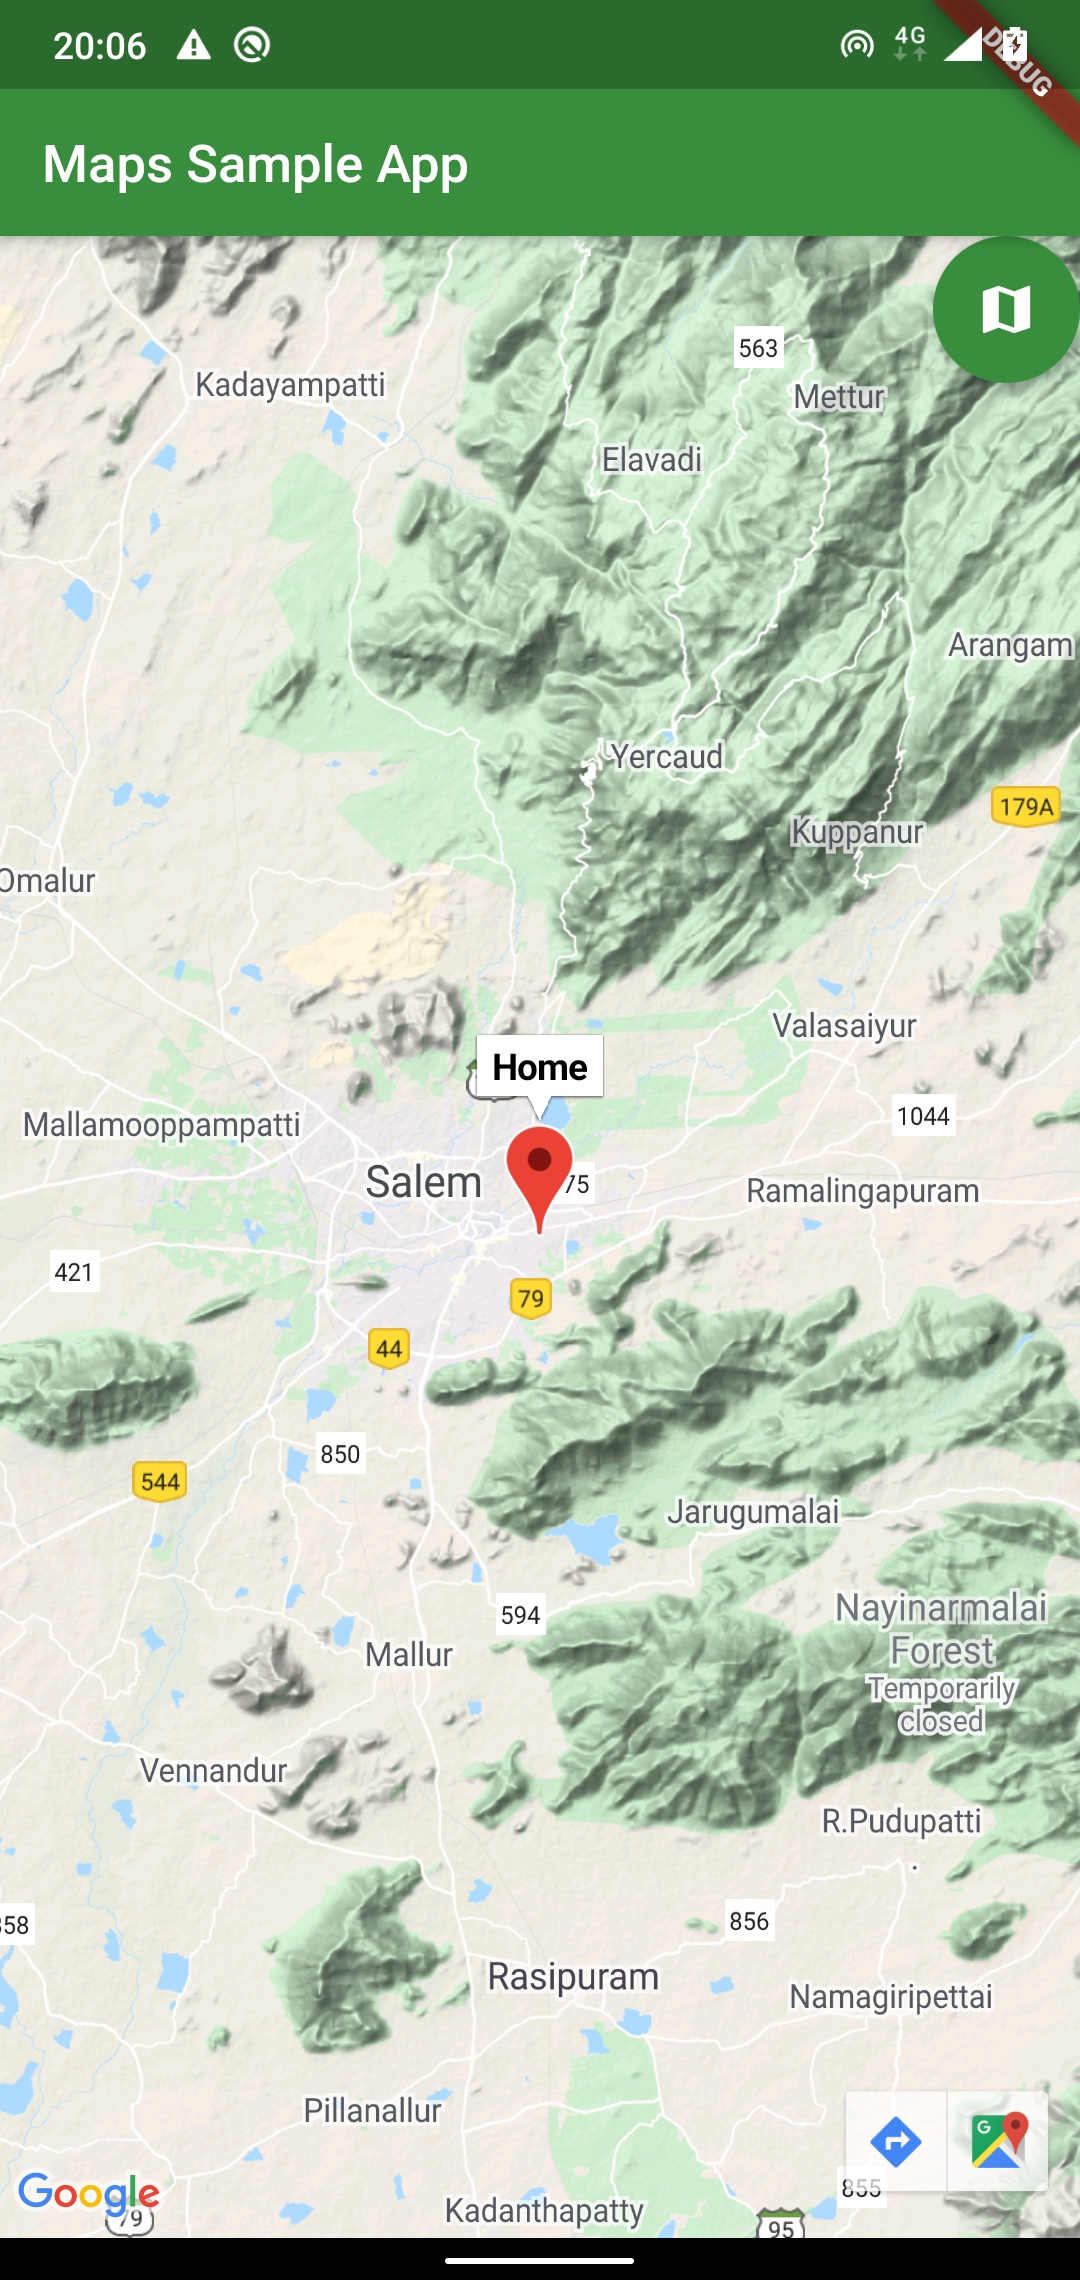 20:06
4G
DEBUG
Maps Sample App
563
Kadayampatti
Mettur
Elavadi
Arangam
Yercaud
179A
Kuppanur
Omalur
Valasaiyur
Home
Mallamooppampatti
1044
Salem
75
Ramalingapuram
421
79
44
850
544
Jarugumalai
Nayinarmalai
Forest
Temporarily
closed
594
Mallur
Vennandur
R.Pudupatti
856
358
Rasipuram
Namagiripettai
Pillanallur
G
855
Google
79
Kadanthapatty
95